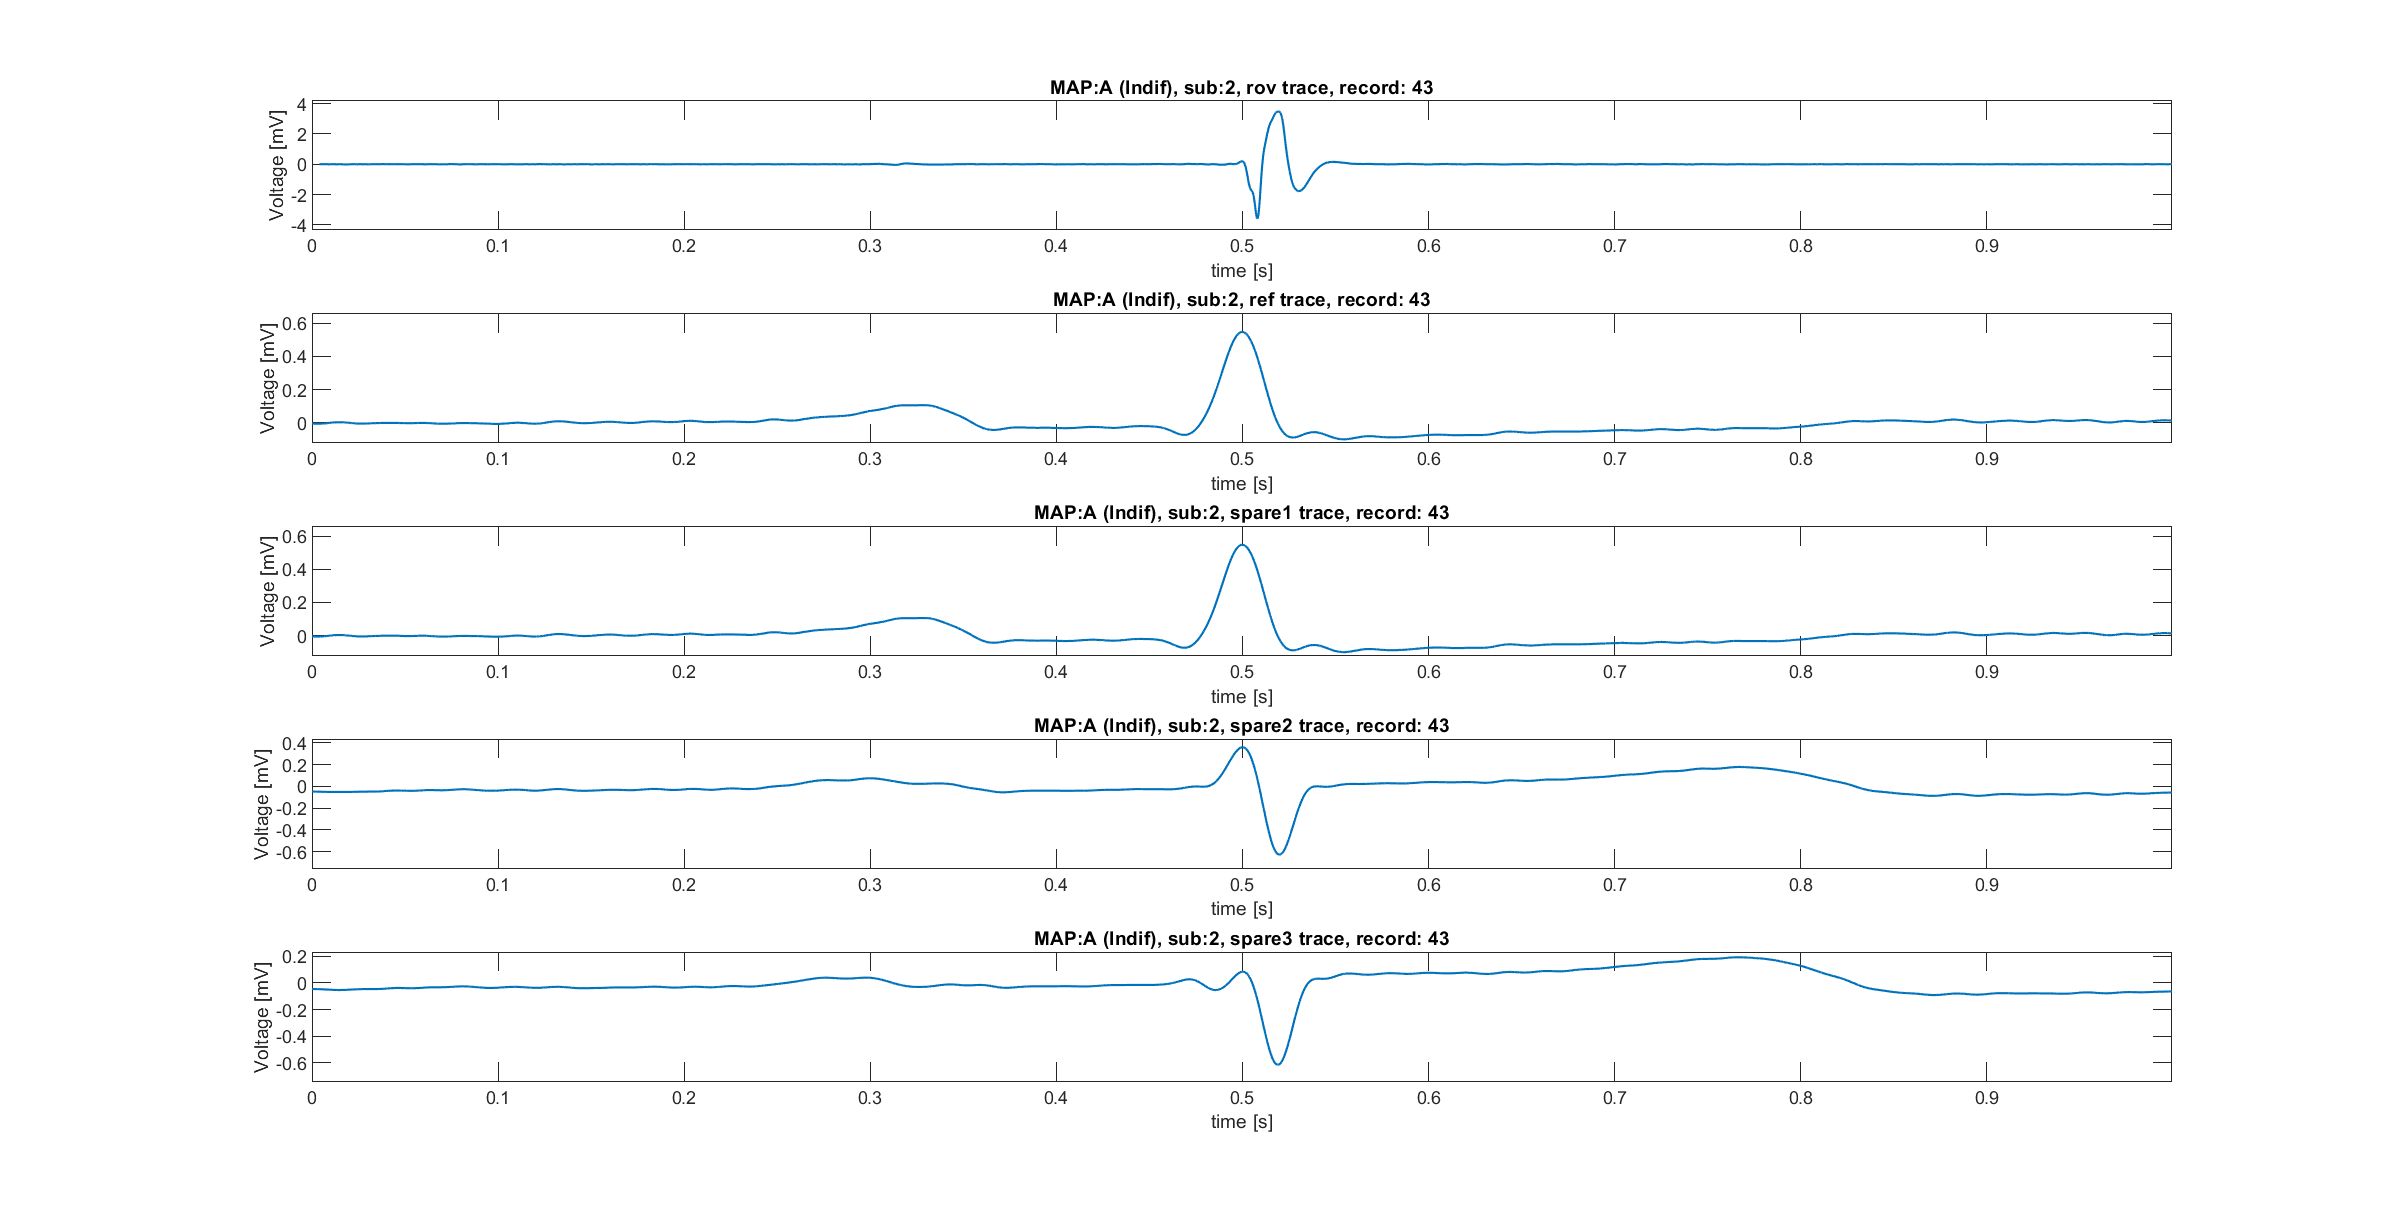 MAP:A (Indif), sub:2, rov trace, record: 43
Voltage [mV]
4
2
0
-2
-4
0 0.1 0.2 0.3 0.4 0.5 0.6 0.7 0.8 0.9
time [s]
MAP:A (Indif), sub:2, ref trace, record: 43
Voltage [mV]
0.6
0.4
0.2
0
0 0.1 0.2 0.3 0.4 0.5 0.6 0.7 0.8 0.9
time [s]
MAP:A (Indif), sub:2, spare1 trace, record: 43
Voltage [mV]
0.6
0.4
0.2
0
0 0.1 0.2 0.3 0.4 0.5 0.6 0.7 0.8 0.9
time [s]
MAP:A (Indif), sub:2, spare2 trace, record: 43
Voltage [mV]
0.4
0.2
0
-0.2
-0.4
-0.6
0 0.1 0.2 0.3 0.4 0.5 0.6 0.7 0.8 0.9
time [s]
MAP:A (Indif), sub:2, spare3 trace, record: 43
Voltage [mV]
0.2
0
-0.2
-0.4
-0.6
0 0.1 0.2 0.3 0.4 0.5 0.6 0.7 0.8 0.9
time [s]